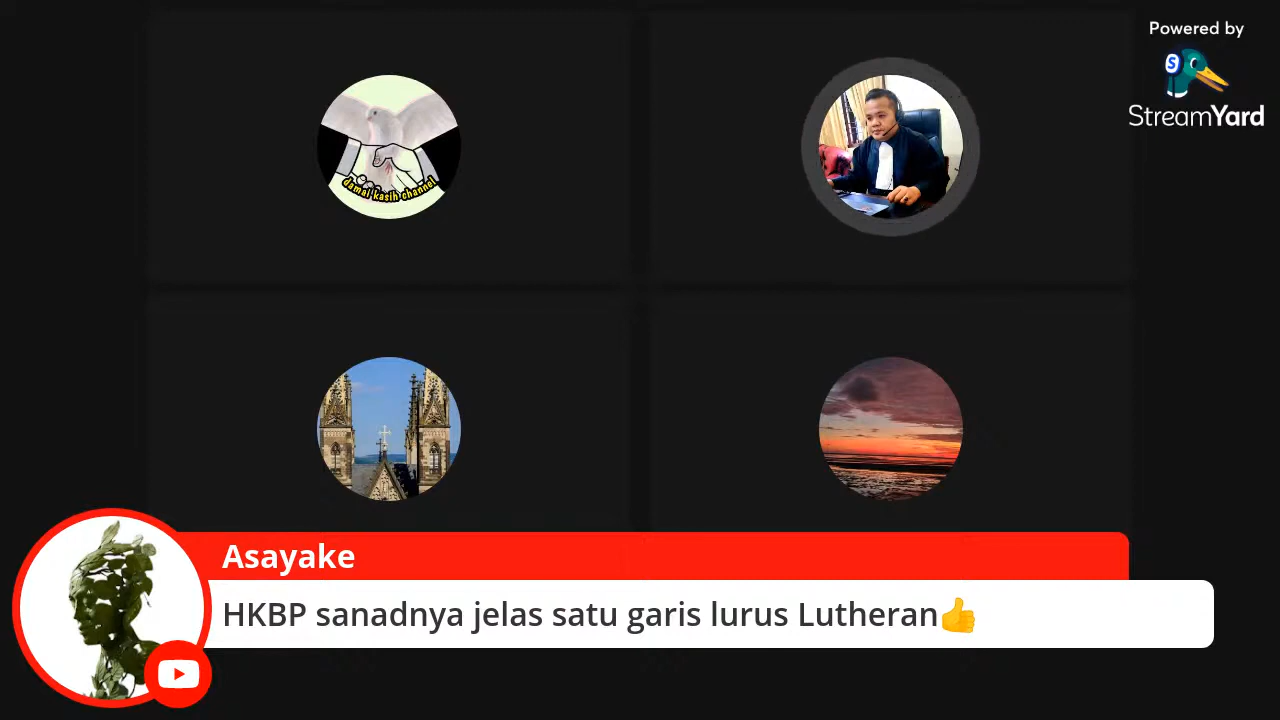 Powered by
StreamYard
damai kasih channel
Asayake
HKBP sanadnya jelas satu garis lurus Lutheran👍